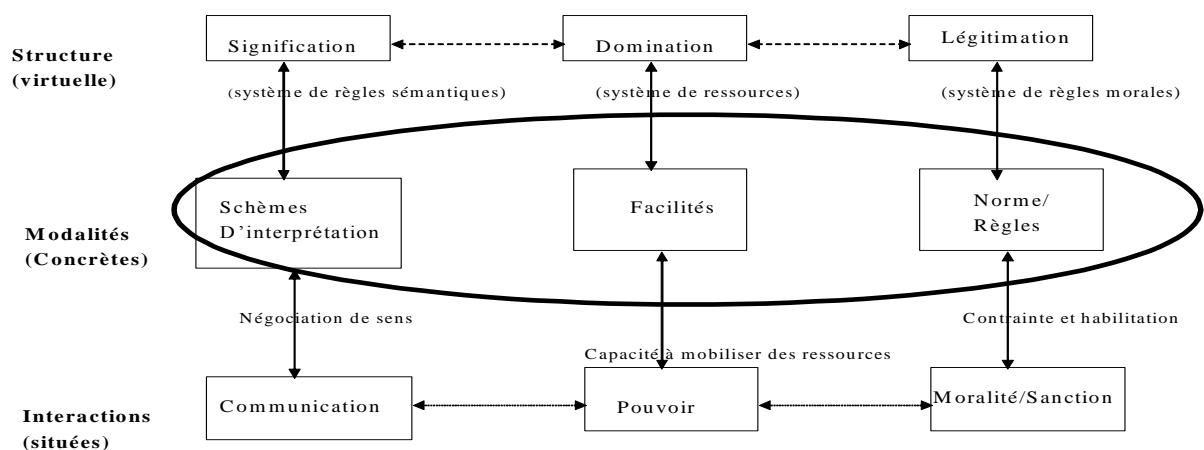 Signification
Domination
Légitimation
Structure
(virtuelle)
(système de règles sémantiques)
(système de ressources)
(système de règles morales)
Schèmes
D’interprétation
Facilités
Norme/
Règles
Modalités
(Concrètes)
Négociation de sens
Contrainte et habilitation
Capacité à mobiliser des ressources
Communication
Pouvoir
Moralité/Sanction
Interactions
(situées)